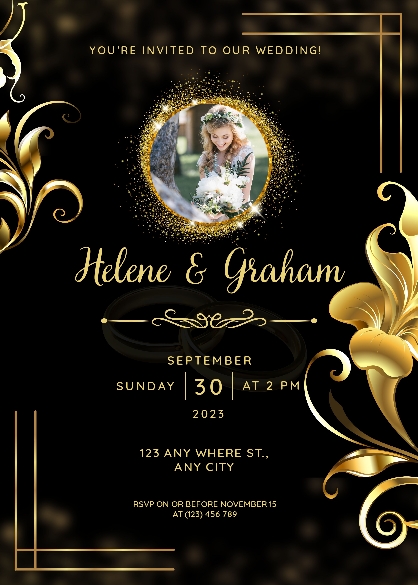 YOU'RE INVITED TO OUR WEDDING!
Helene & Graham
SEPTEMBER
SUNDAY 30 AT 2 PM
2023
123 ANY WHERE ST.,
ANY CITY
RSVP ON OR BEFORE NOVEMBER 15
AT (123) 456 789